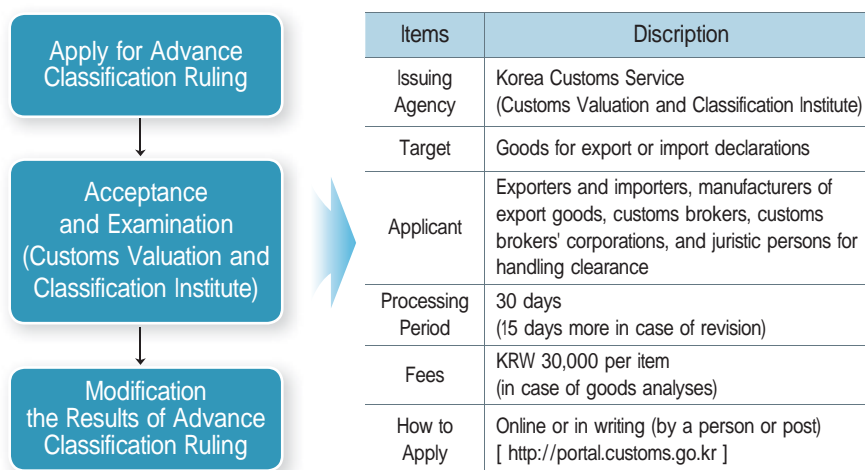 Apply for Advance
Classification Ruling
Acceptance
and Examination
(Customs Valuation and
Classification Institute)
Modification
the Results of Advance
Classification Ruling
Items Discription
Issuing
Agency
Korea Customs Service
(Customs Valuation and Classification Institute)
Target Goods for export or import declarations
Applicant
Exporters and importers, manufacturers of
export goods, customs brokers, customs
brokers' corporations, and juristic persons for
handling clearance
Processing
Period
30 days
(15 days more in case of revision)
Fees
KRW 30,000 per item
(in case of goods analyses)
How to
Apply
Online or in writing (by a person or post)
[ http://portal.customs.go.kr ]